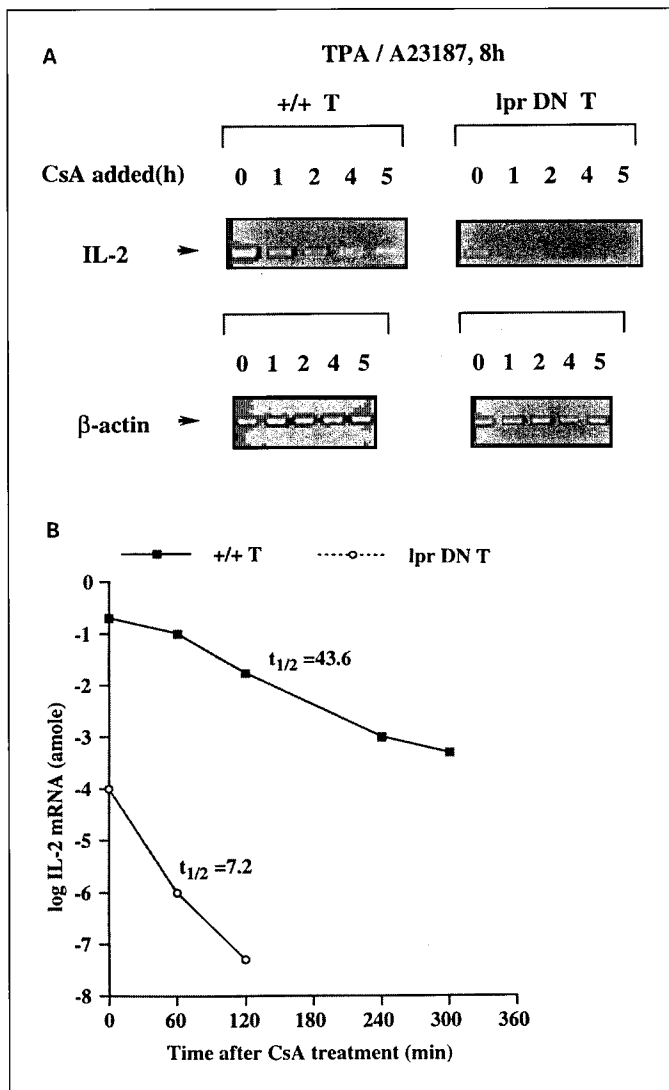 A
TPA / A23187, 8h
+/+ T lpr DN T
CsA added(h) 0 1 2 4 5 0 1 2 4 5
IL-2
0 1 2 4 5 0 1 2 4 5
β-actin
B
+/+ T lpr DN T
0
-1
-2
-3
-4
-5
-6
-7
-8
log IL-2 mRNA (amole)
t1/2 =43.6
t1/2 =7.2
0 60 120 180 240 300 360
Time after CsA treatment (min)